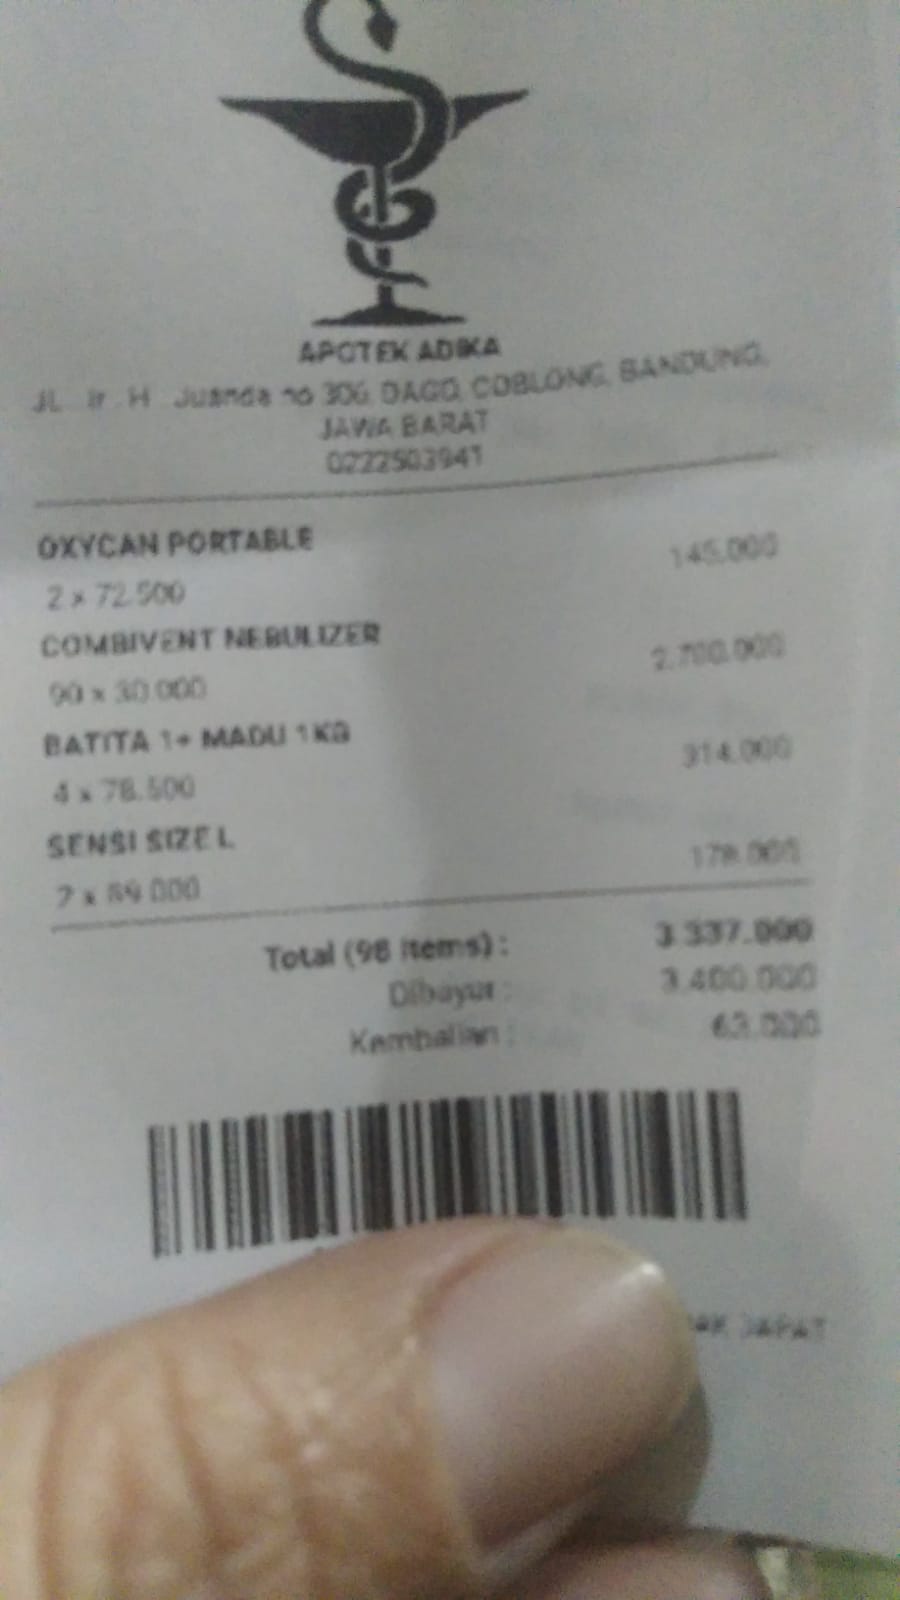 APOTEK ADIKA
JL Ir H Juanda no 306, DAGO, COBLONG, BANDUNG,
JAWA BARAT
0222503941
OXYCAN PORTABLE
2 x 72.500
145.000
COMBIVENT NEBULIZER
90 x 30.000
2.700.000
BATITA 1+ MADU 1KG
4 x 78.500
314.000
SENSI SIZE L
2 x 89.000
178.000
Total (98 items) :
3.337.000
Dibayar :
3.400.000
Kembalian :
63.000
DAPAT